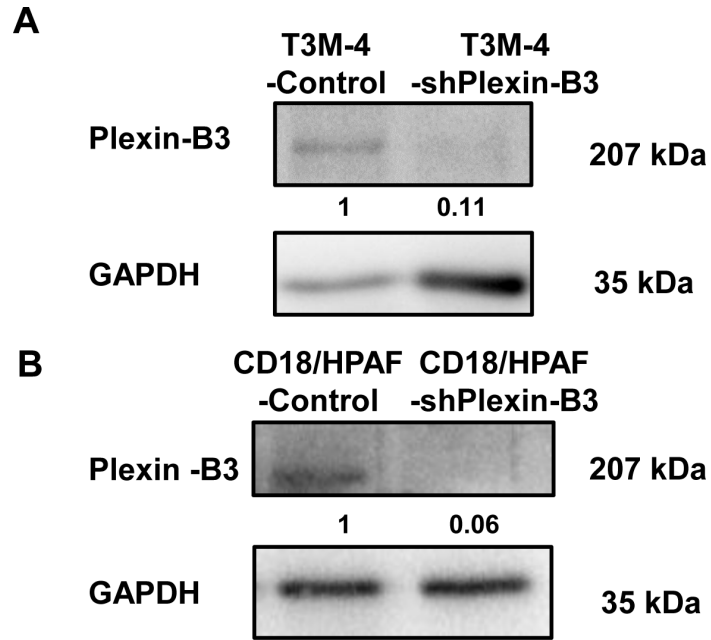 A
T3M-4 T3M-4
-Control -shPlexin-B3
Plexin-B3 207 kDa
1 0.11
GAPDH 35 kDa
B
CD18/HPAF CD18/HPAF
-Control -shPlexin-B3
Plexin -B3 207 kDa
1 0.06
GAPDH 35 kDa